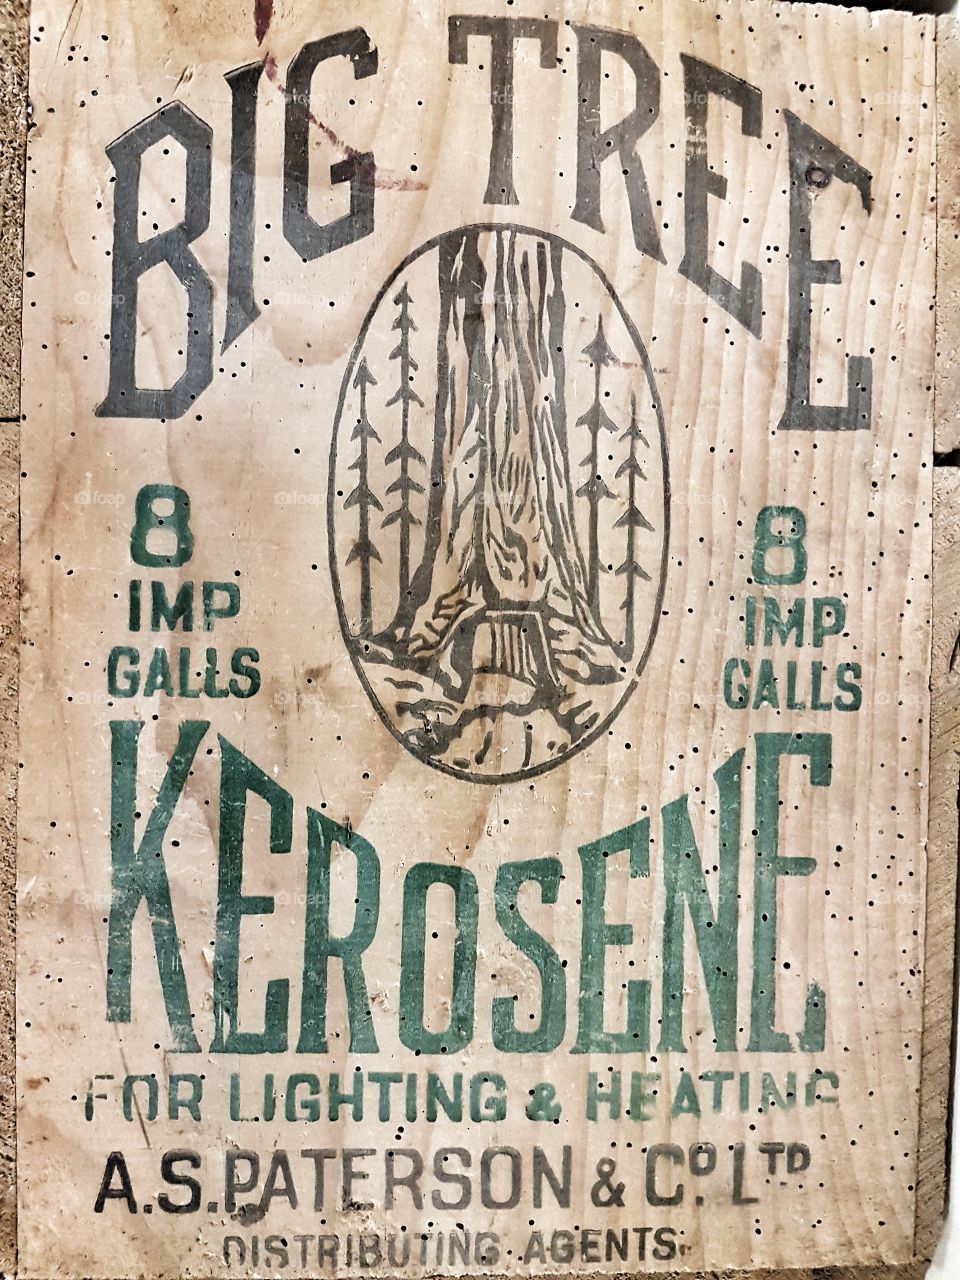 BIG TREE
8 8
IMP IMP
GALLS GALLS
KEROSENE
FOR LIGHTING & HEATING
A.S. PATERSON & Co. LTD
DISTRIBUTING AGENTS.